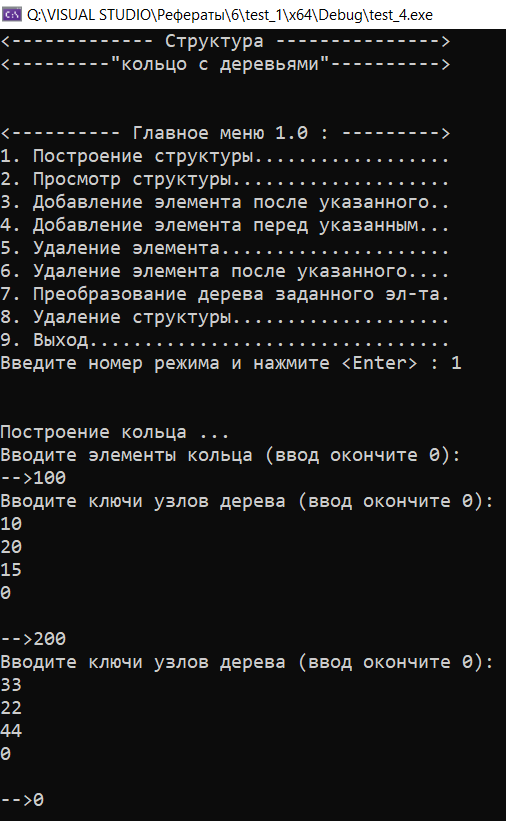 Q:\VISUAL STUDIO\Рефераты\6\test_1\x64\Debug\test_4.exe
<------------- Структура --------------->
<---------"кольцо с деревьями"---------->
<---------- Главное меню 1.0 : --------->
1. Построение структуры..................
2. Просмотр структуры....................
3. Добавление элемента после указанного..
4. Добавление элемента перед указанным...
5. Удаление элемента.....................
6. Удаление элемента после указанного....
7. Преобразование дерева заданного эл-та.
8. Удаление структуры....................
9. Выход.................................
Введите номер режима и нажмите <Enter> : 1
Построение кольца ...
Вводите элементы кольца (ввод окончите 0):
-->100
Вводите ключи узлов дерева (ввод окончите 0):
10
20
15
0
-->200
Вводите ключи узлов дерева (ввод окончите 0):
33
22
44
0
-->0